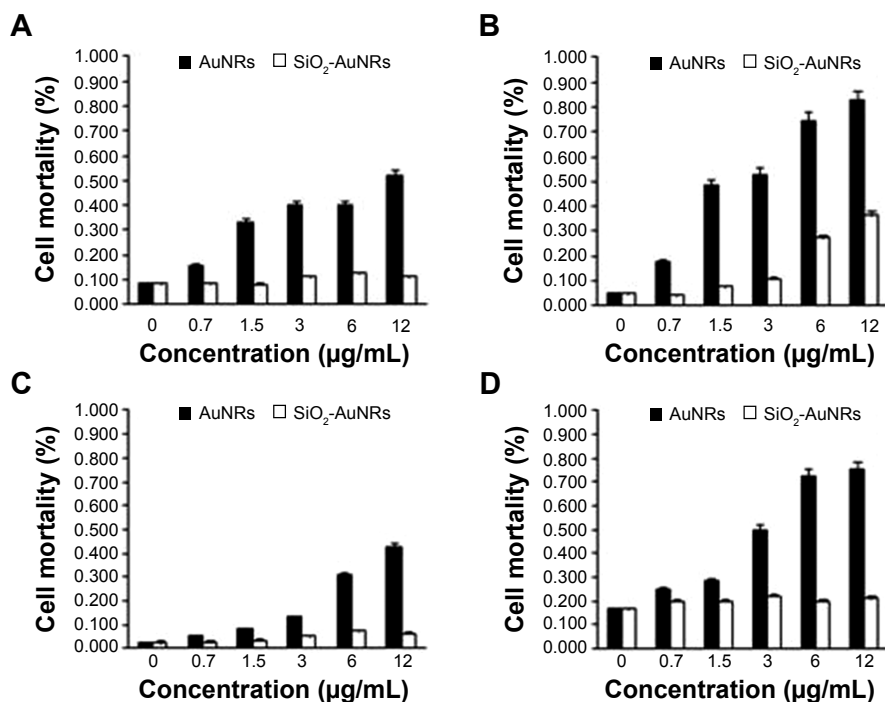 A
1.000
0.900
0.800
0.700
0.600
0.500
0.400
0.300
0.200
0.100
0.000
Cell mortality (%)
AuNRs SiO₂-AuNRs
0 0.7 1.5 3 6 12
Concentration (µg/mL)
B
1.000
0.900
0.800
0.700
0.600
0.500
0.400
0.300
0.200
0.100
0.000
Cell mortality (%)
AuNRs SiO₂-AuNRs
0 0.7 1.5 3 6 12
Concentration (µg/mL)
C
1.000
0.900
0.800
0.700
0.600
0.500
0.400
0.300
0.200
0.100
0.000
Cell mortality (%)
AuNRs SiO₂-AuNRs
0 0.7 1.5 3 6 12
Concentration (µg/mL)
D
1.000
0.900
0.800
0.700
0.600
0.500
0.400
0.300
0.200
0.100
0.000
Cell mortality (%)
AuNRs SiO₂-AuNRs
0 0.7 1.5 3 6 12
Concentration (µg/mL)